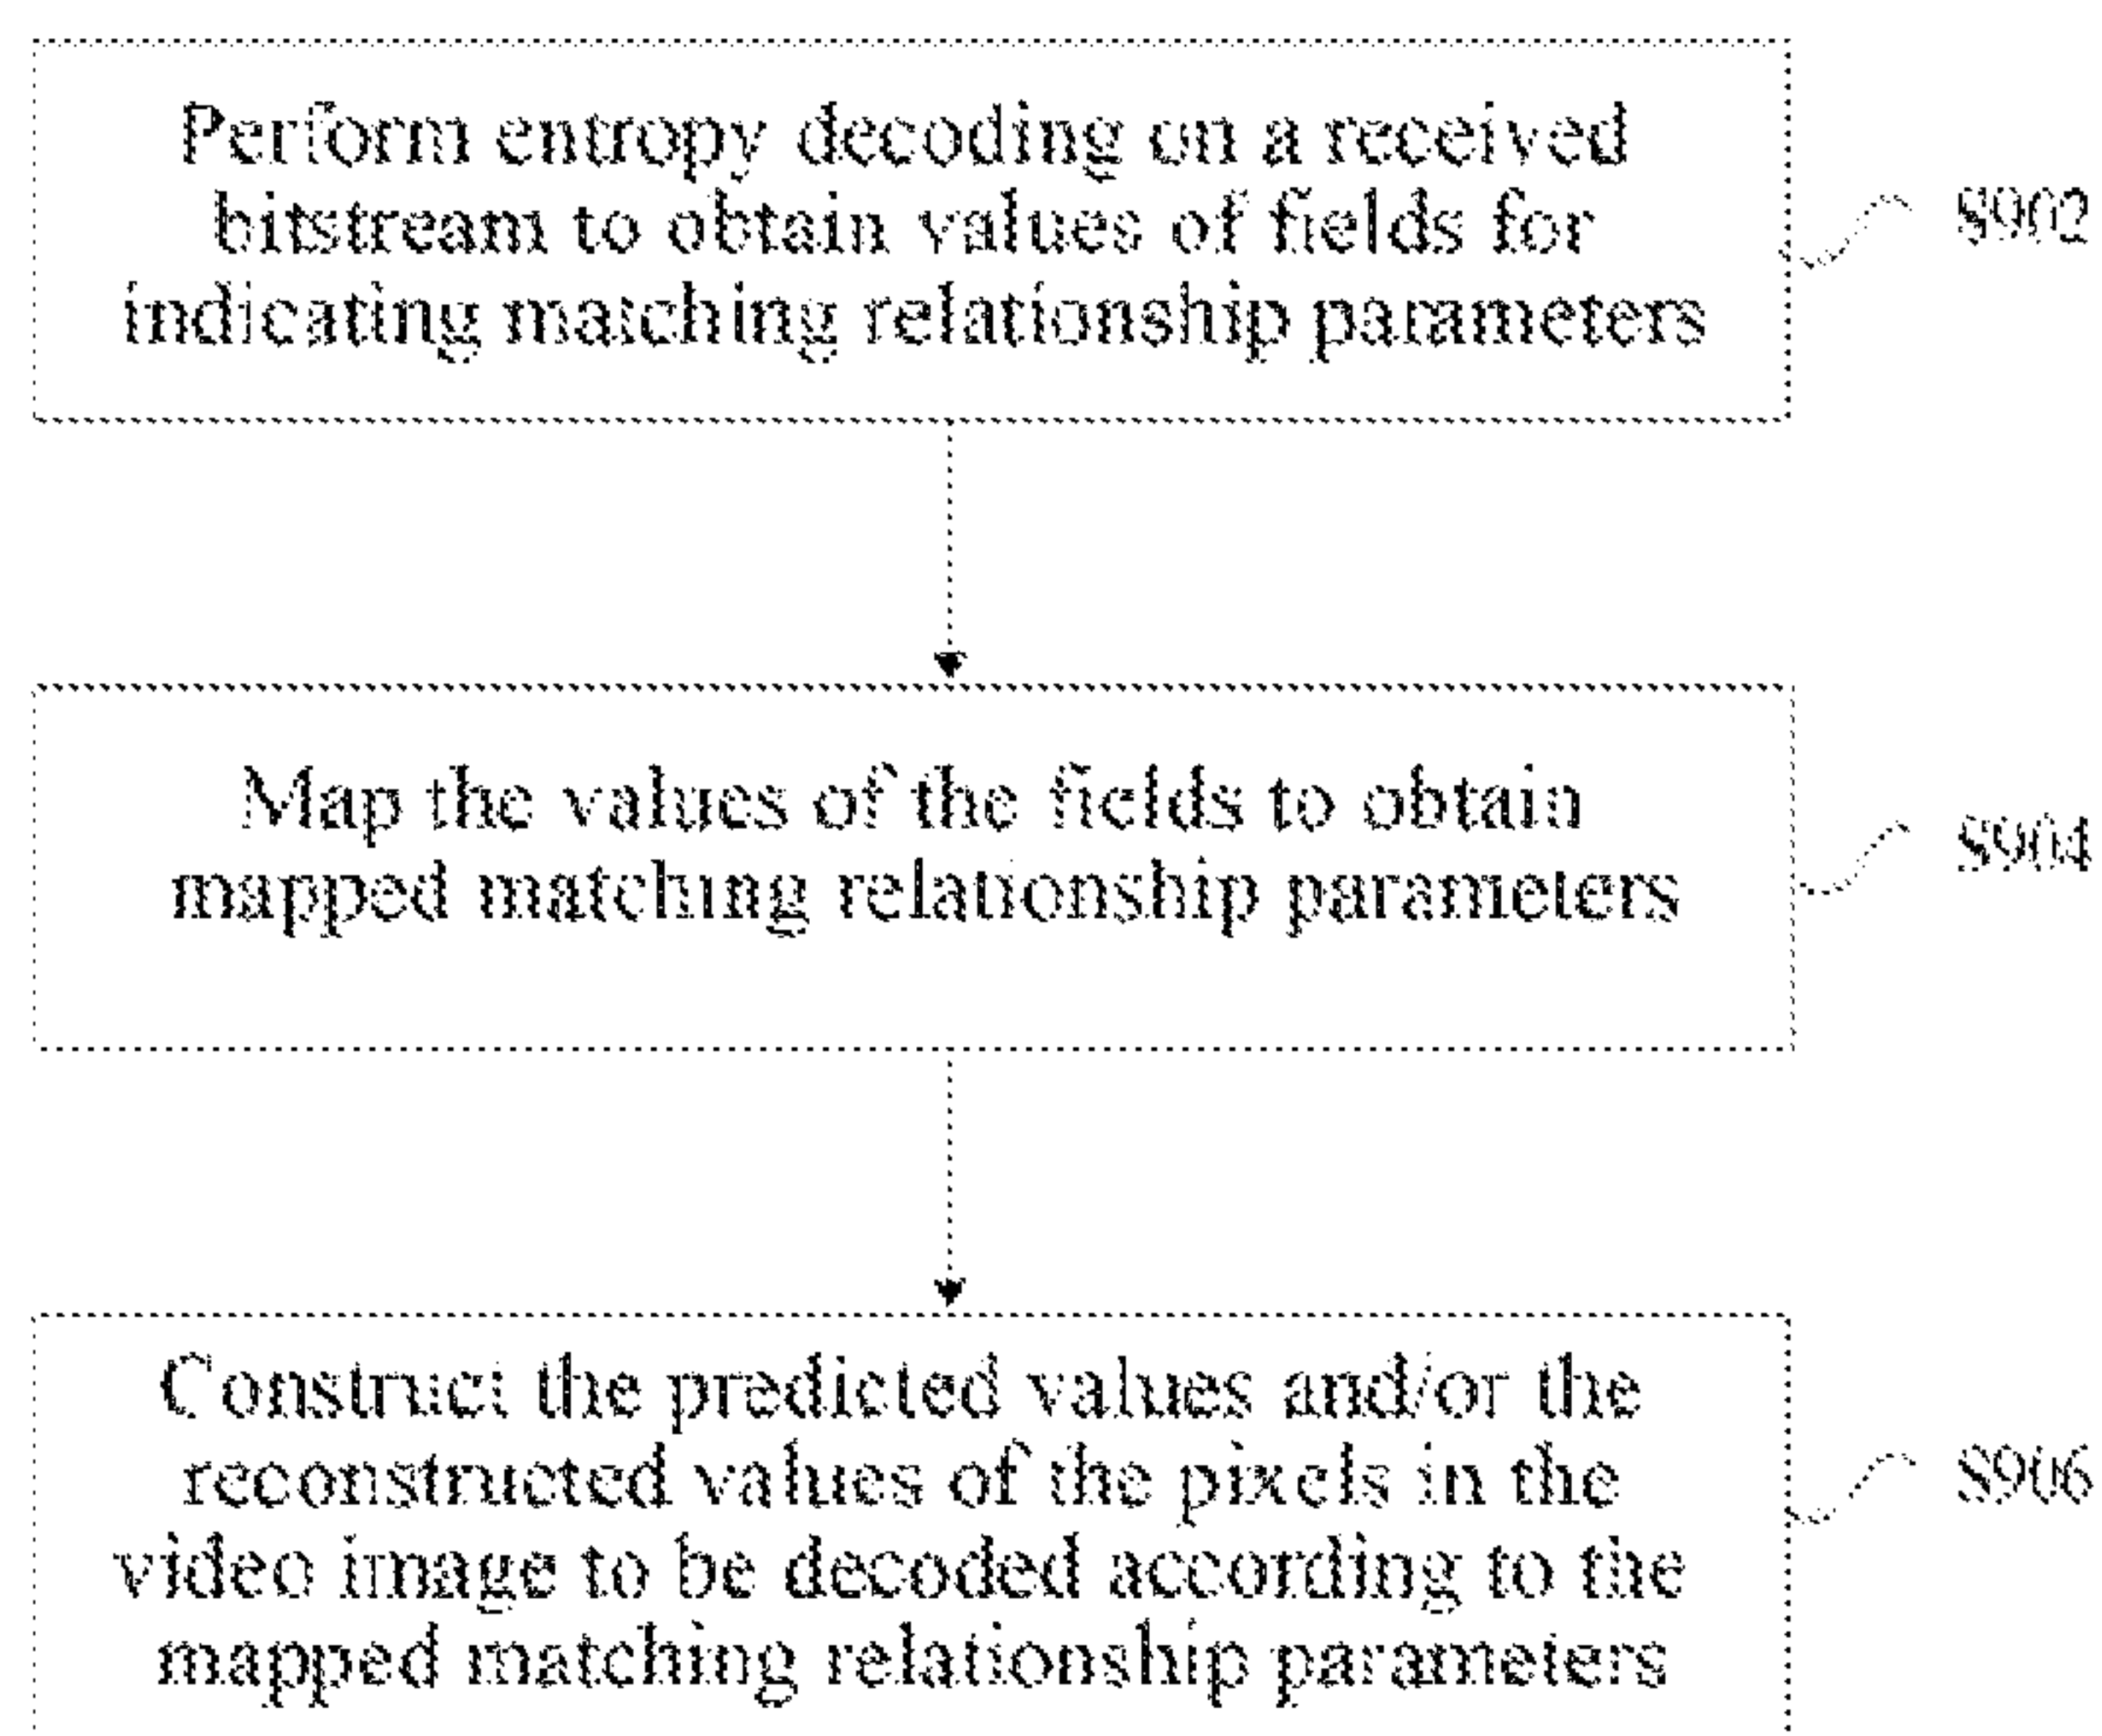 Perform entropy decoding on a received
bitstream to obtain values of fields for
indicating matching relationship parameters
S902
Map the values of the fields to obtain
mapped matching relationship parameters
S904
Construct the predicted values and/or the
reconstructed values of the pixels in the
video image to be decoded according to the
mapped matching relationship parameters
S906